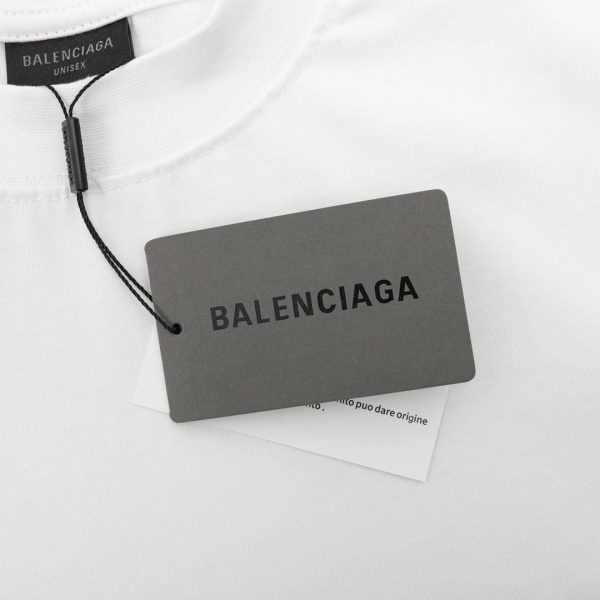 BALENCIAGA
UNISEX
BALENCIAGA
puo dare origine